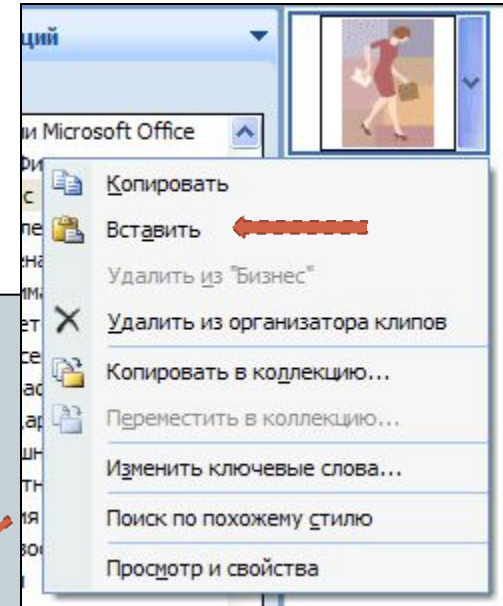 ций
и Microsoft Office
Копировать
Вставить
Удалить из "Бизнес"
Удалить из организатора клипов
Копировать в коллекцию...
Переместить в коллекцию...
Изменить ключевые слова...
Поиск по похожему стилю
Просмотр и свойства